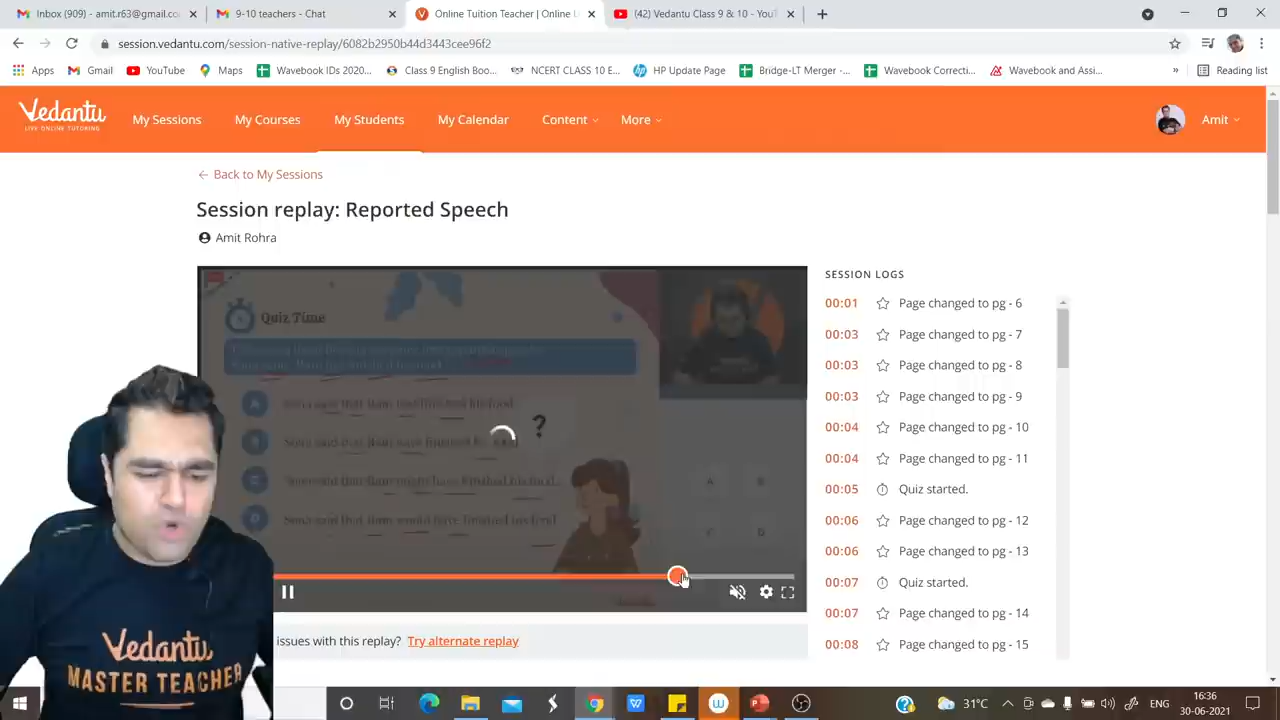 M Inbox (939) - amit.r63@gmail.com
9-10 T - Chat
Online Tuition Teacher | Online L
(42) Vedantu Class 9 & 10 - YouT
session.vedantu.com/session-native-replay/6082b2950b44d3443cee96f2
Apps
Gmail
YouTube
Maps
Wavebook IDs 2020...
Class 9 English Boo...
NCERT CLASS 10 E...
HP Update Page
Bridge-LT Merger -...
Wavebook Correcti...
Wavebook and Assi...
»
Reading list
Vedantu
LIVE ONLINE TUTORING
My Sessions
My Courses
My Students
My Calendar
Content
More
Amit
← Back to My Sessions
Session replay: Reported Speech
Amit Rohra
Quiz Time
A
B
C
D
?
SESSION LOGS
00:01 Page changed to pg - 6
00:03 Page changed to pg - 7
00:03 Page changed to pg - 8
00:03 Page changed to pg - 9
00:04 Page changed to pg - 10
00:04 Page changed to pg - 11
00:05 Quiz started.
00:06 Page changed to pg - 12
00:06 Page changed to pg - 13
00:07 Quiz started.
00:07 Page changed to pg - 14
00:08 Page changed to pg - 15
issues with this replay? Try alternate replay
Vedantu
MASTER TEACHER
31°C
ENG
16:36
30-06-2021